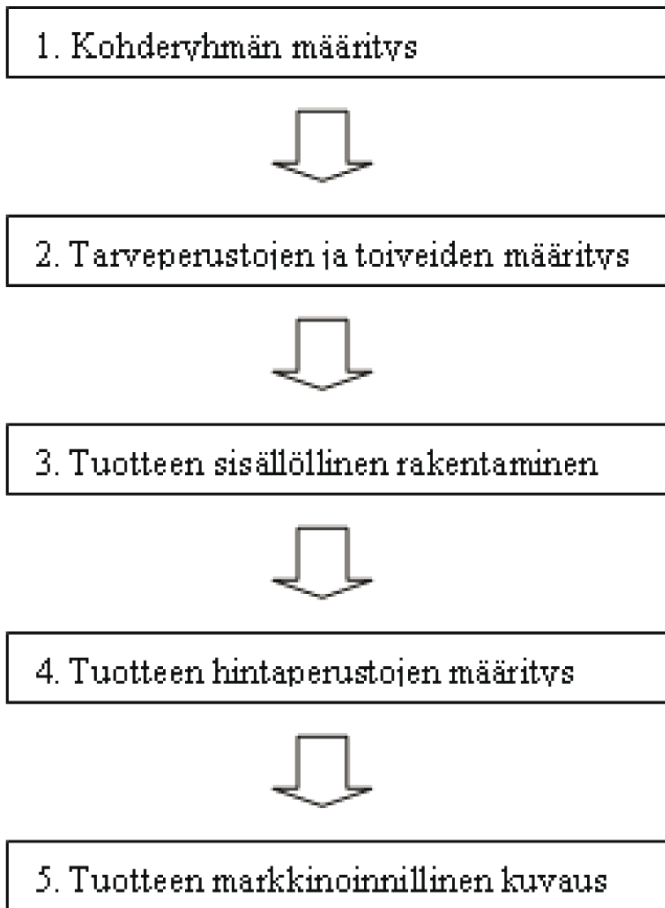 1. Kohderyhmän määritys
2. Tarveperustojen ja toiveiden määritys
3. Tuotteen sisällöllinen rakentaminen
4. Tuotteen hintaperustojen määritys
5. Tuotteen markkinoinnillinen kuvaus